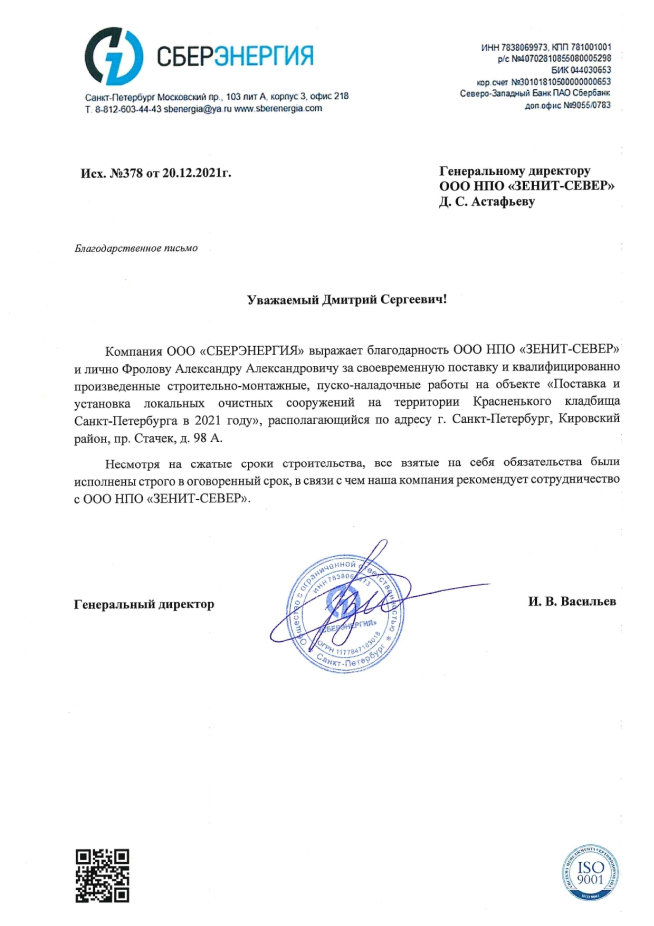 СБЕРЭНЕРГИЯ
Санкт-Петербург Московский пр., 103 лит А, корпус 3, офис 218
Т. 8-812-603-44-43 sbenergia@ya.ru www.sberenergia.com
ИНН 7838069973, КПП 781001001
р/с №40702810855080005298
БИК 044030653
кор.счет №30101810500000000653
Северо-Западный Банк ПАО Сбербанк
доп.офис №9055/0783
Исх. №378 от 20.12.2021г.
Генеральному директору
ООО НПО «ЗЕНИТ-СЕВЕР»
Д. С. Астафьеву
Благодарственное письмо
Уважаемый Дмитрий Сергеевич!
Компания ООО «СБЕРЭНЕРГИЯ» выражает благодарность ООО НПО «ЗЕНИТ-СЕВЕР»
и лично Фролову Александру Александровичу за своевременную поставку и квалифицированно
произведенные строительно-монтажные, пуско-наладочные работы на объекте «Поставка и
установка локальных очистных сооружений на территории Красненького кладбища
Санкт-Петербурга в 2021 году», располагающийся по адресу г. Санкт-Петербург, Кировский
район, пр. Стачек, д. 98 А.
Несмотря на сжатые сроки строительства, все взятые на себя обязательства были
исполнены строго в оговоренный срок, в связи с чем наша компания рекомендует сотрудничество
с ООО НПО «ЗЕНИТ-СЕВЕР».
Генеральный директор
И. В. Васильев
Общество с ограниченной ответственностью
«СБЕРЭНЕРГИЯ»
Санкт-Петербург
ISO
9001
ISO 9001